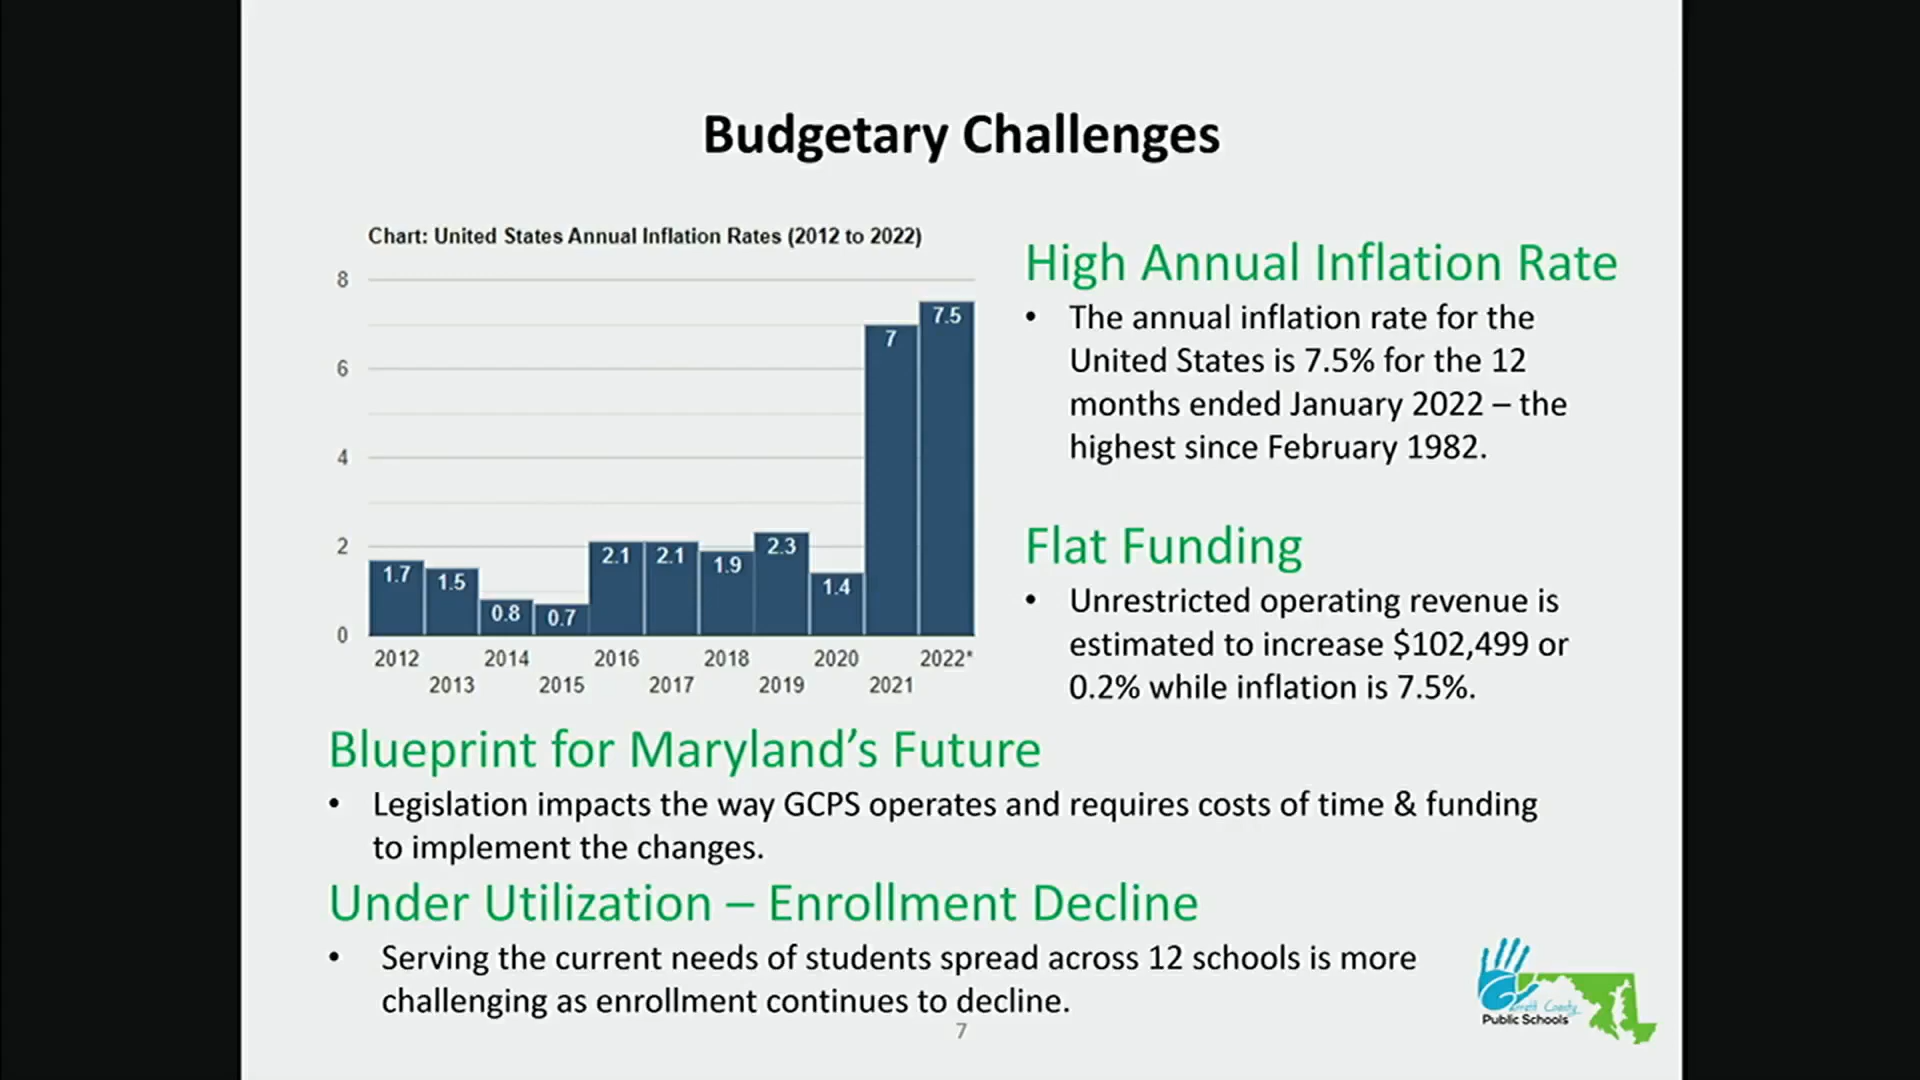 Budgetary Challenges
Chart: United States Annual Inflation Rates (2012 to 2022)
8
6
4
2
0
1.7
1.5
0.8
0.7
2.1
2.1
1.9
2.3
1.4
7
7.5
2012
2013
2014
2015
2016
2017
2018
2019
2020
2021
2022*
High Annual Inflation Rate
• The annual inflation rate for the
United States is 7.5% for the 12
months ended January 2022 – the
highest since February 1982.
Flat Funding
• Unrestricted operating revenue is
estimated to increase $102,499 or
0.2% while inflation is 7.5%.
Blueprint for Maryland’s Future
• Legislation impacts the way GCPS operates and requires costs of time & funding
to implement the changes.
Under Utilization – Enrollment Decline
• Serving the current needs of students spread across 12 schools is more
challenging as enrollment continues to decline.
7
County
Public Schools